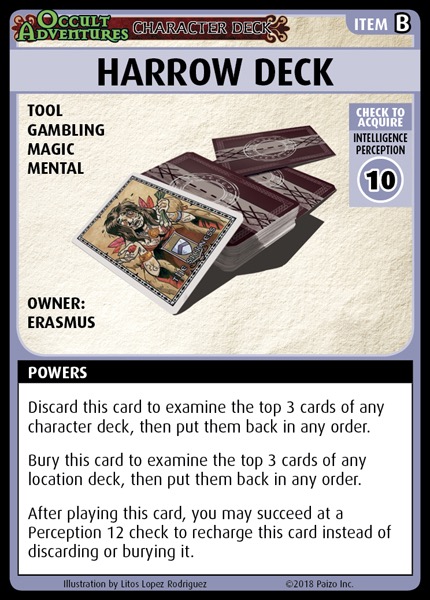 OCCULT ADVENTURES CHARACTER DECK ITEM B
HARROW DECK
TOOL
GAMBLING
MAGIC
MENTAL
CHECK TO
ACQUIRE
INTELLIGENCE
PERCEPTION
10
OWNER:
ERASMUS
POWERS
Discard this card to examine the top 3 cards of any
character deck, then put them back in any order.
Bury this card to examine the top 3 cards of any
location deck, then put them back in any order.
After playing this card, you may succeed at a
Perception 12 check to recharge this card instead of
discarding or burying it.
Illustration by Litos Lopez Rodriguez ©2018 Paizo Inc.